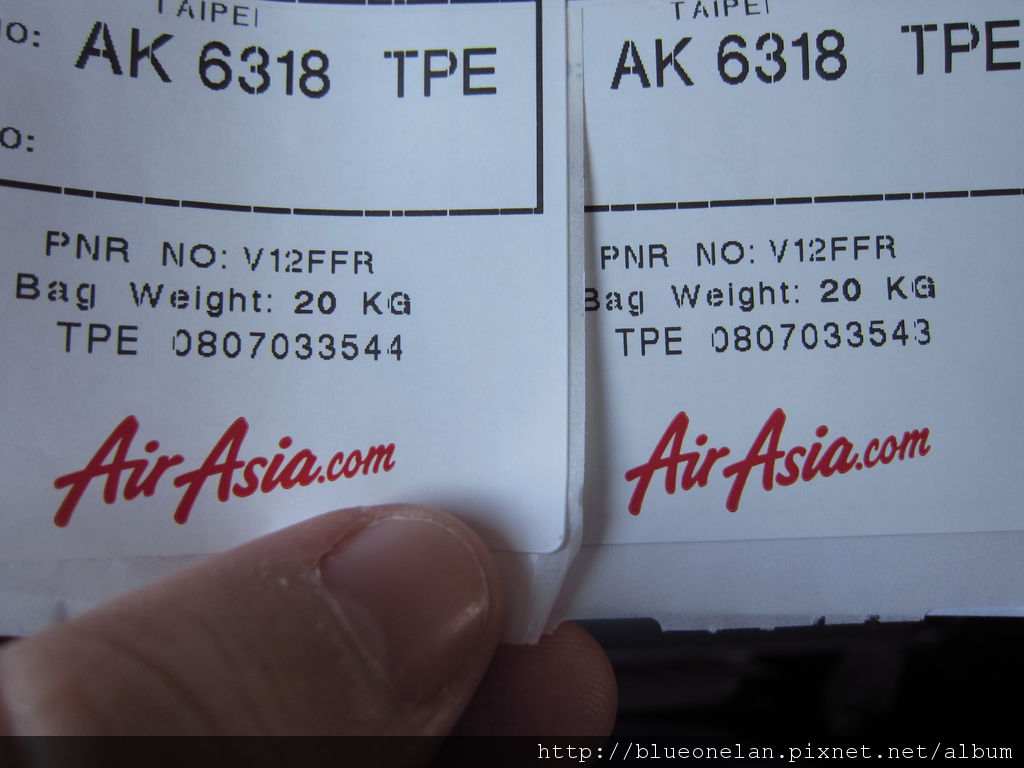 TAIPEI
NO: AK 6318 TPE
O:
PNR NO: V12FFR
Bag Weight: 20 KG
TPE 0807033544
AirAsia.com
TAIPEI
AK 6318 TPE
PNR NO: V12FFR
Bag Weight: 20 KG
TPE 0807033543
AirAsia.com
http://blueonelan.pixnet.net/album